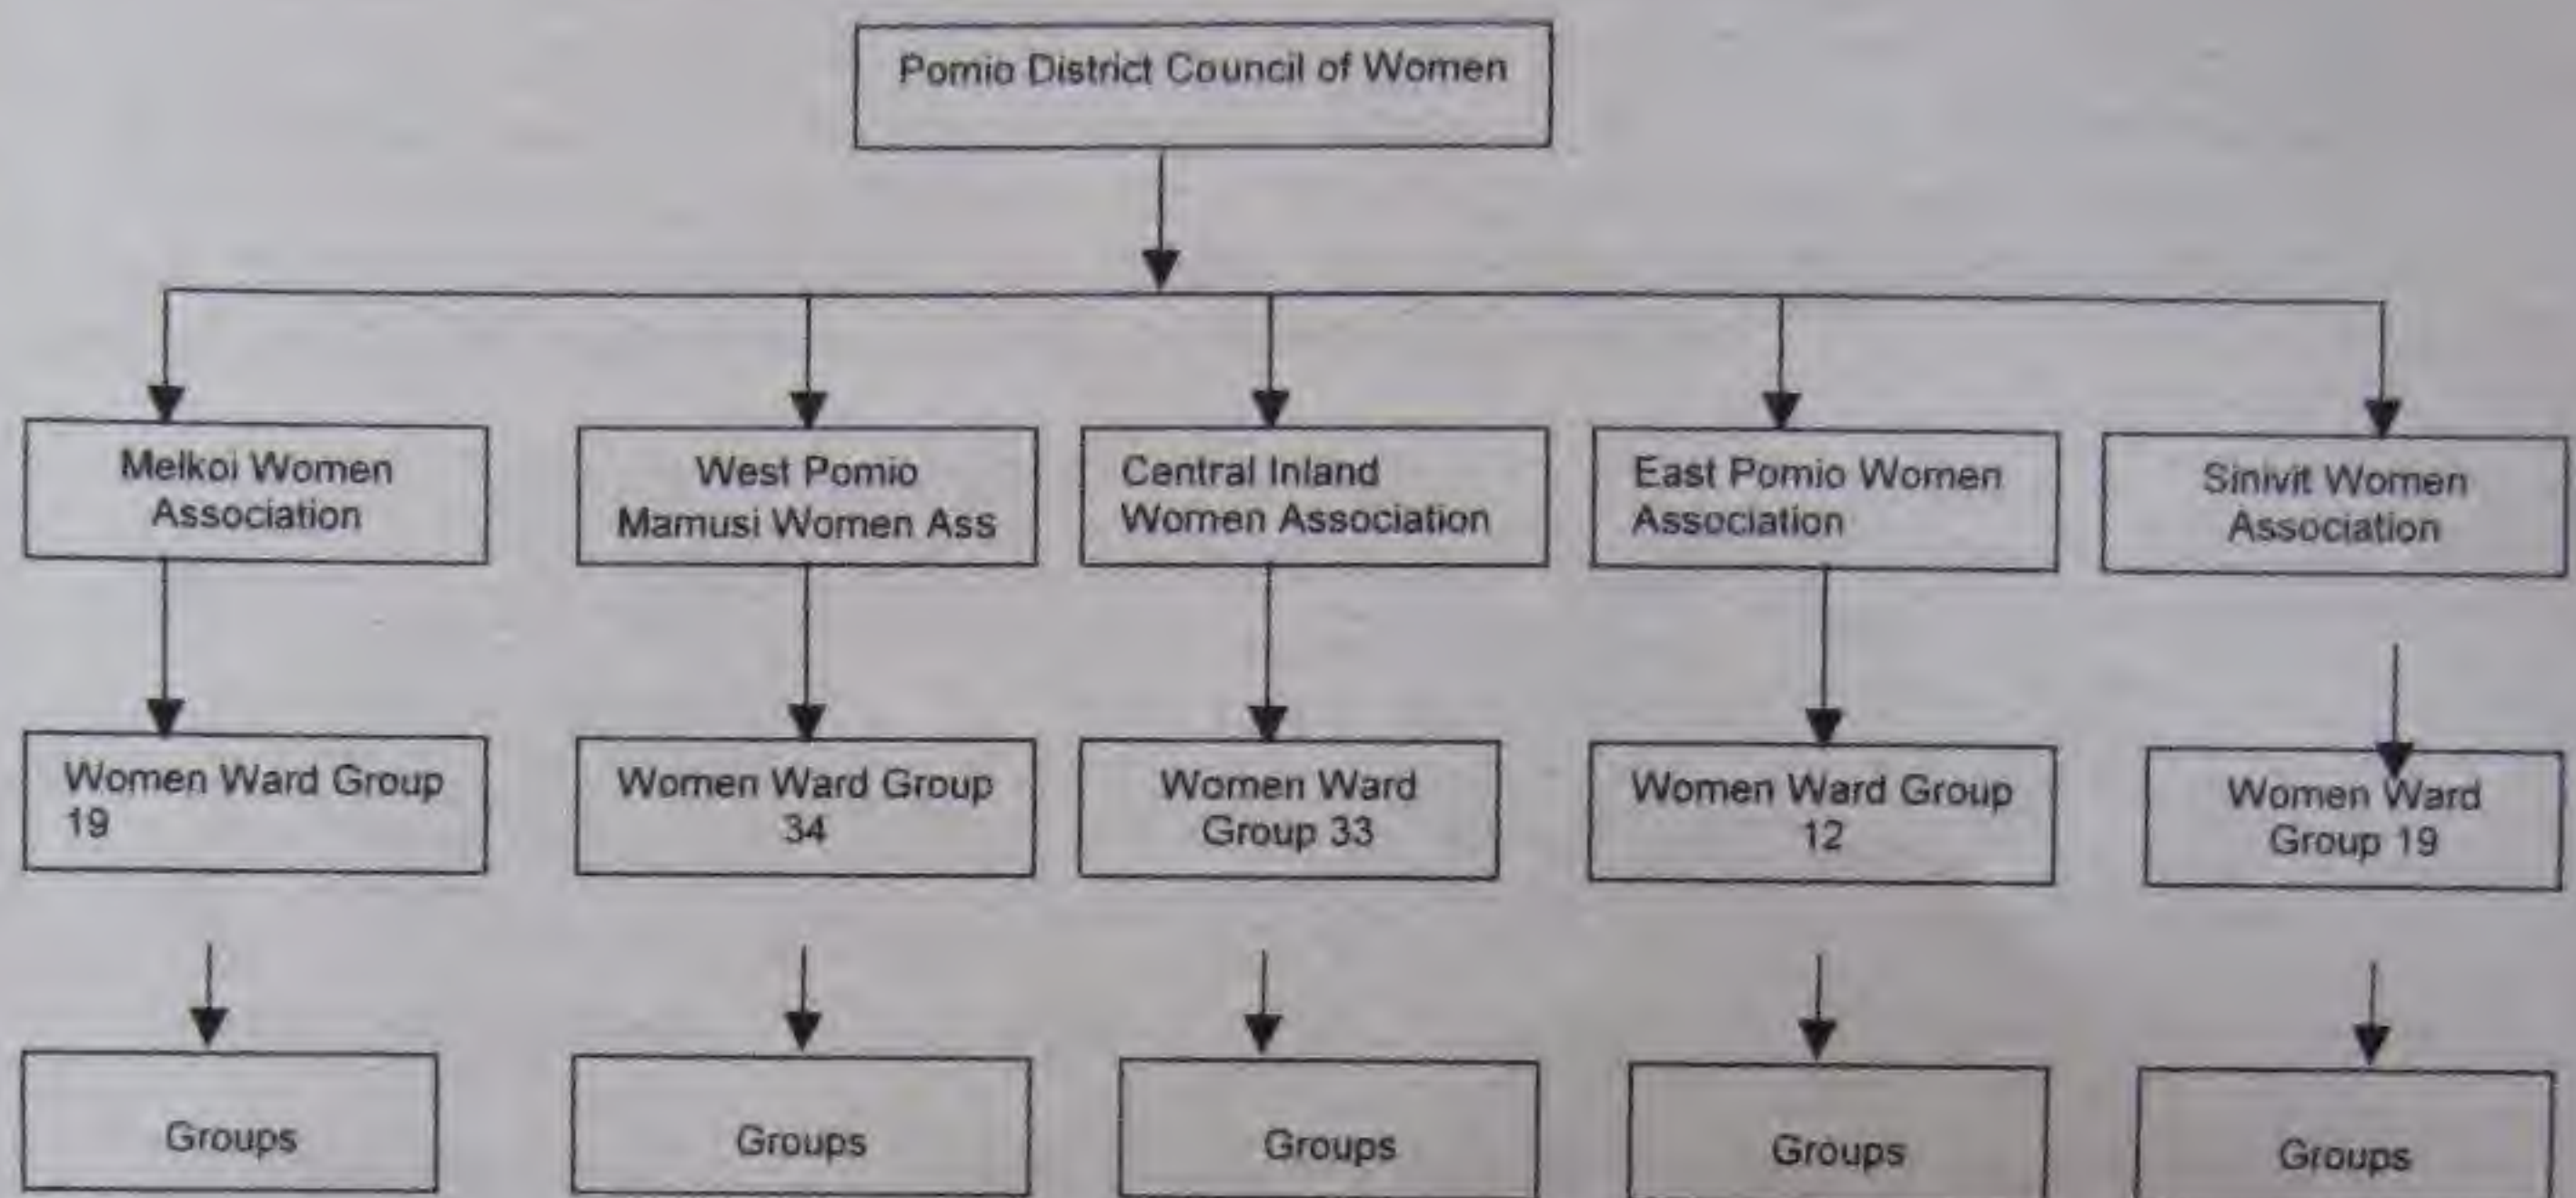 Pomio District Council of Women
Melkoi Women
Association
West Pomio
Mamusi Women Ass
Central Inland
Women Association
East Pomio Women
Association
Sinivit Women
Association
Women Ward Group
19
Women Ward Group
34
Women Ward
Group 33
Women Ward Group
12
Women Ward
Group 19
Groups
Groups
Groups
Groups
Groups